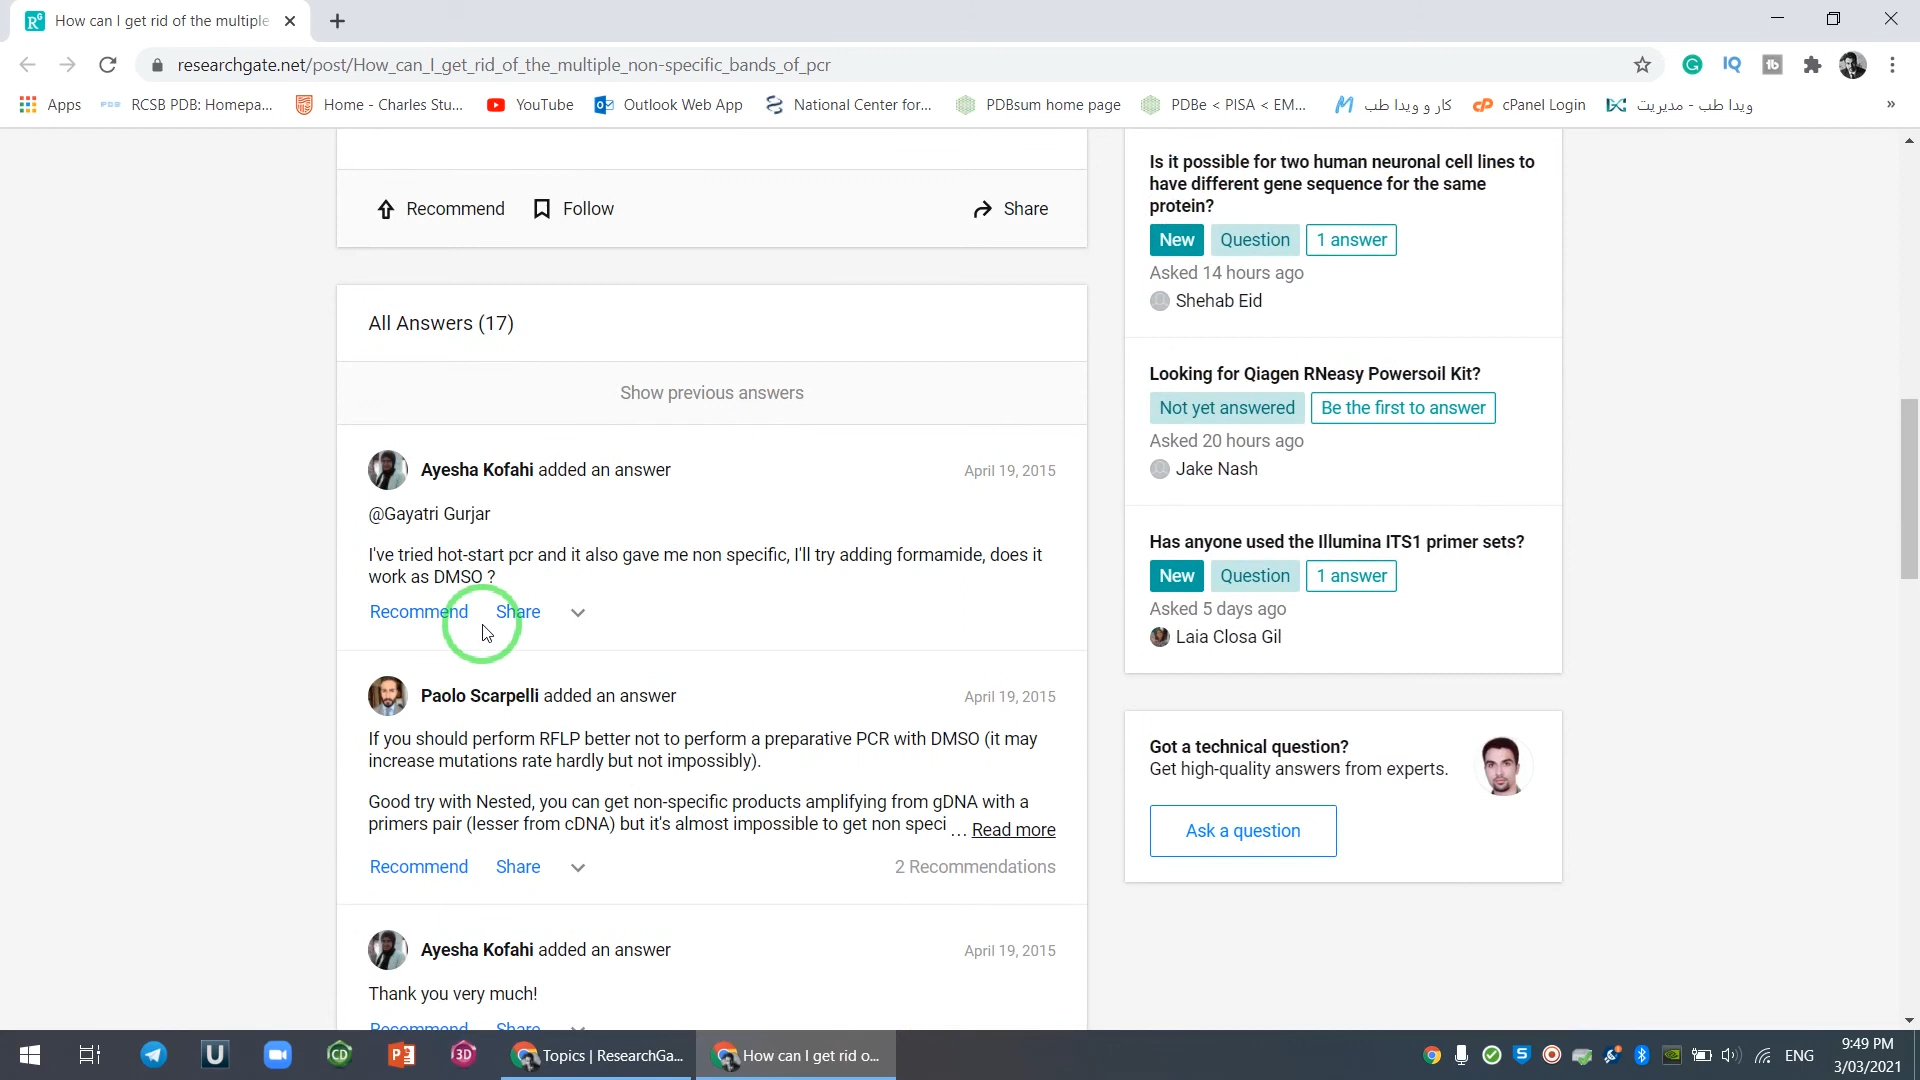 How can I get rid of the multiple
researchgate.net/post/How_can_I_get_rid_of_the_multiple_non-specific_bands_of_pcr
Apps
RCSB PDB: Homepa...
Home - Charles Stu...
YouTube
Outlook Web App
National Center for...
PDBsum home page
PDBe < PISA < EM...
کار و ویدا طب
cPanel Login
ویدا طب - مدیریت
»
Recommend
Follow
Share
All Answers (17)
Show previous answers
Ayesha Kofahi added an answer
April 19, 2015
@Gayatri Gurjar
I've tried hot-start pcr and it also gave me non specific, I'll try adding formamide, does it
work as DMSO ?
Recommend
Share
Paolo Scarpelli added an answer
April 19, 2015
If you should perform RFLP better not to perform a preparative PCR with DMSO (it may
increase mutations rate hardly but not impossibly).
Good try with Nested, you can get non-specific products amplifying from gDNA with a
primers pair (lesser from cDNA) but it's almost impossible to get non speci ... Read more
Recommend
Share
2 Recommendations
Ayesha Kofahi added an answer
April 19, 2015
Thank you very much!
Recommend
Share
Is it possible for two human neuronal cell lines to
have different gene sequence for the same
protein?
New
Question
1 answer
Asked 14 hours ago
Shehab Eid
Looking for Qiagen RNeasy Powersoil Kit?
Not yet answered
Be the first to answer
Asked 20 hours ago
Jake Nash
Has anyone used the Illumina ITS1 primer sets?
New
Question
1 answer
Asked 5 days ago
Laia Closa Gil
Got a technical question?
Get high-quality answers from experts.
Ask a question
Topics | ResearchGa...
How can I get rid o...
ENG
9:49 PM
3/03/2021